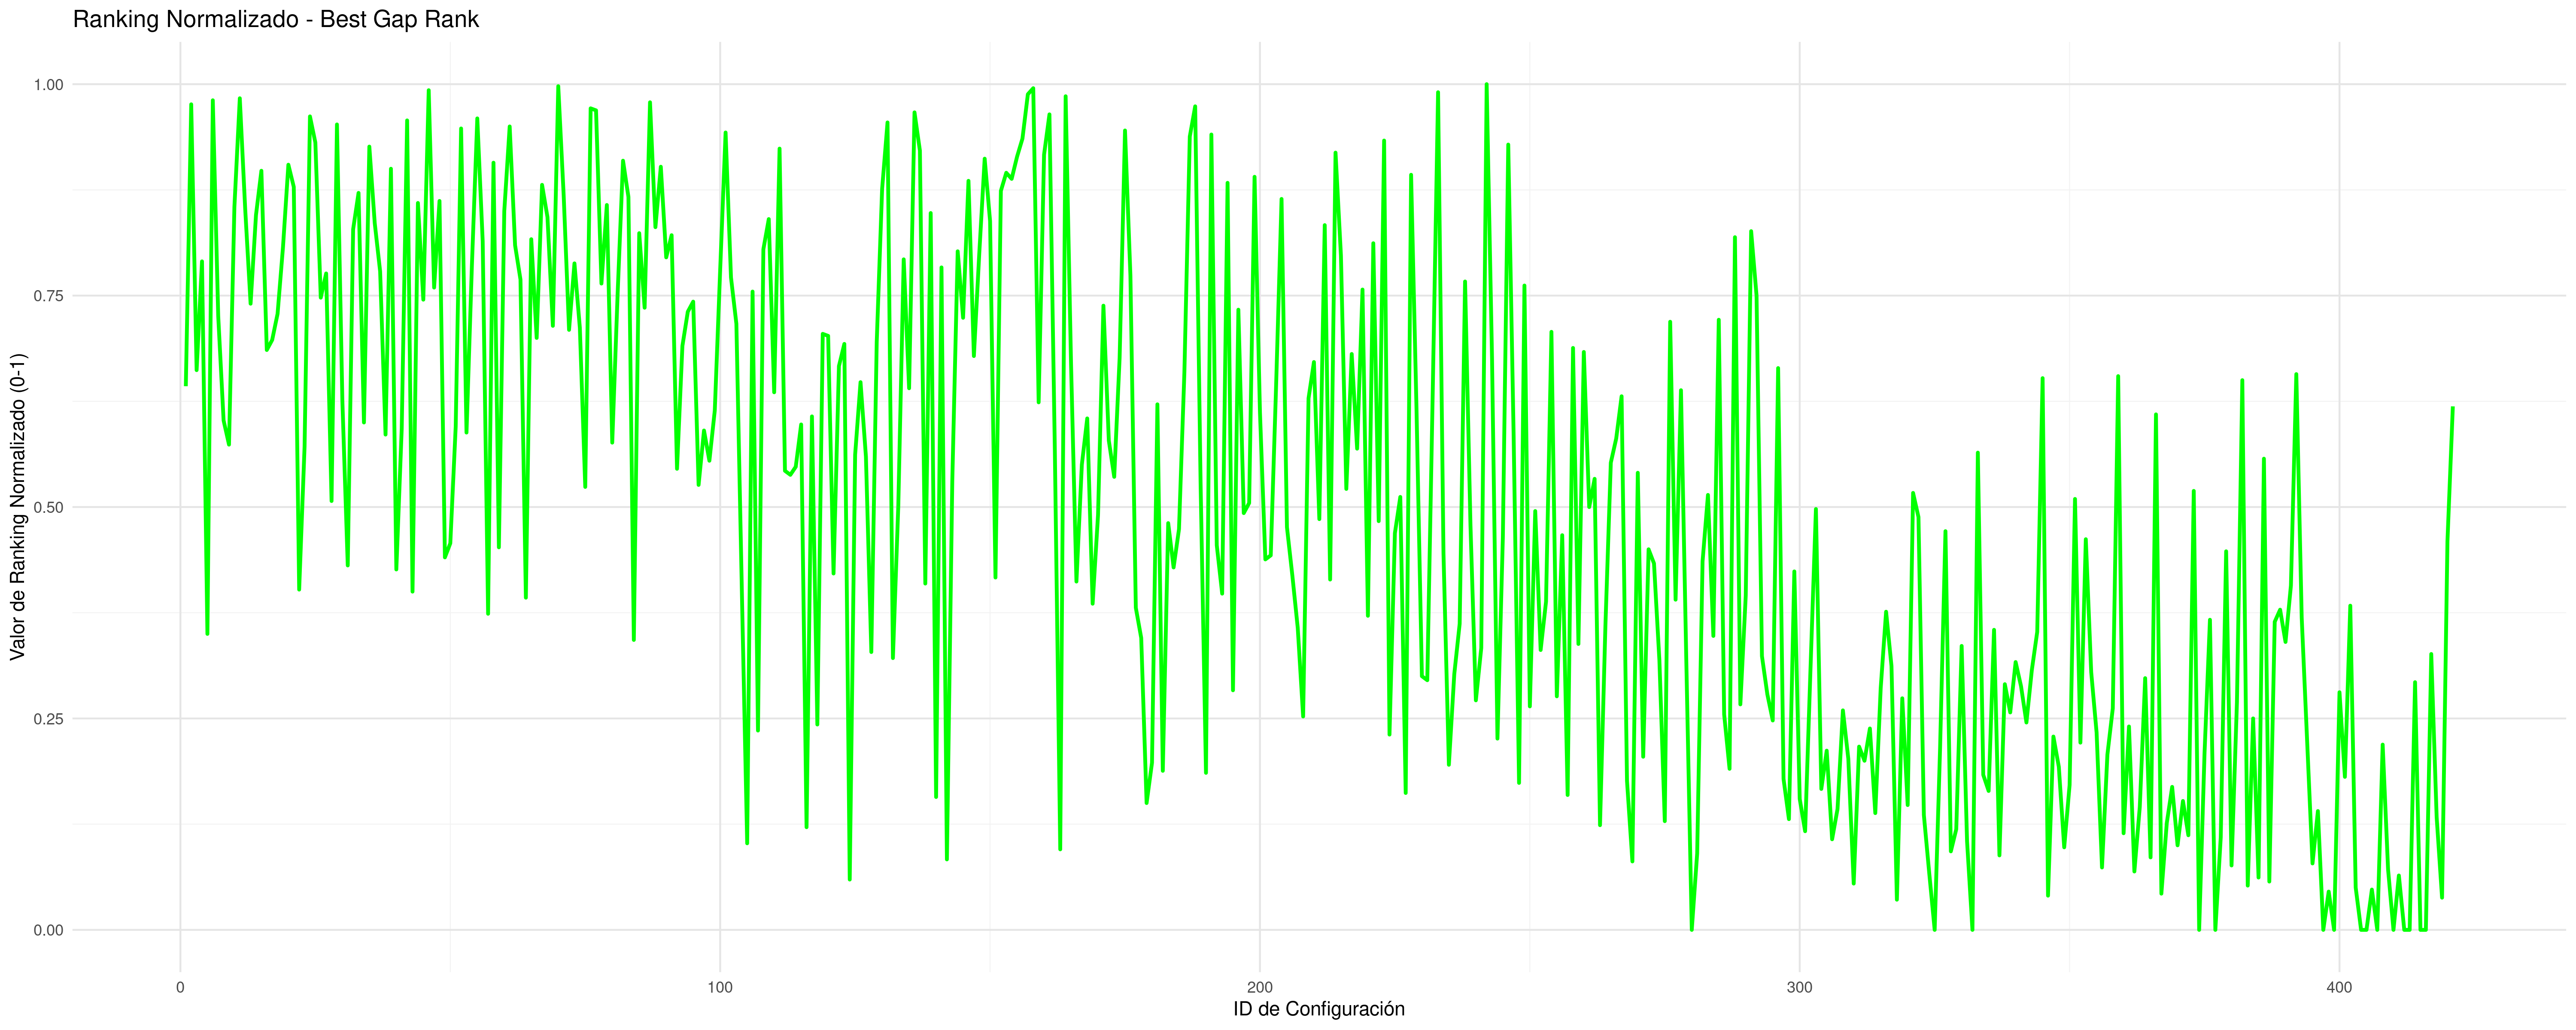 Ranking Normalizado - Best Gap Rank
Valor de Ranking Normalizado (0-1)
1.00
0.75
0.50
0.25
0.00
0 100 200 300 400
ID de Configuración